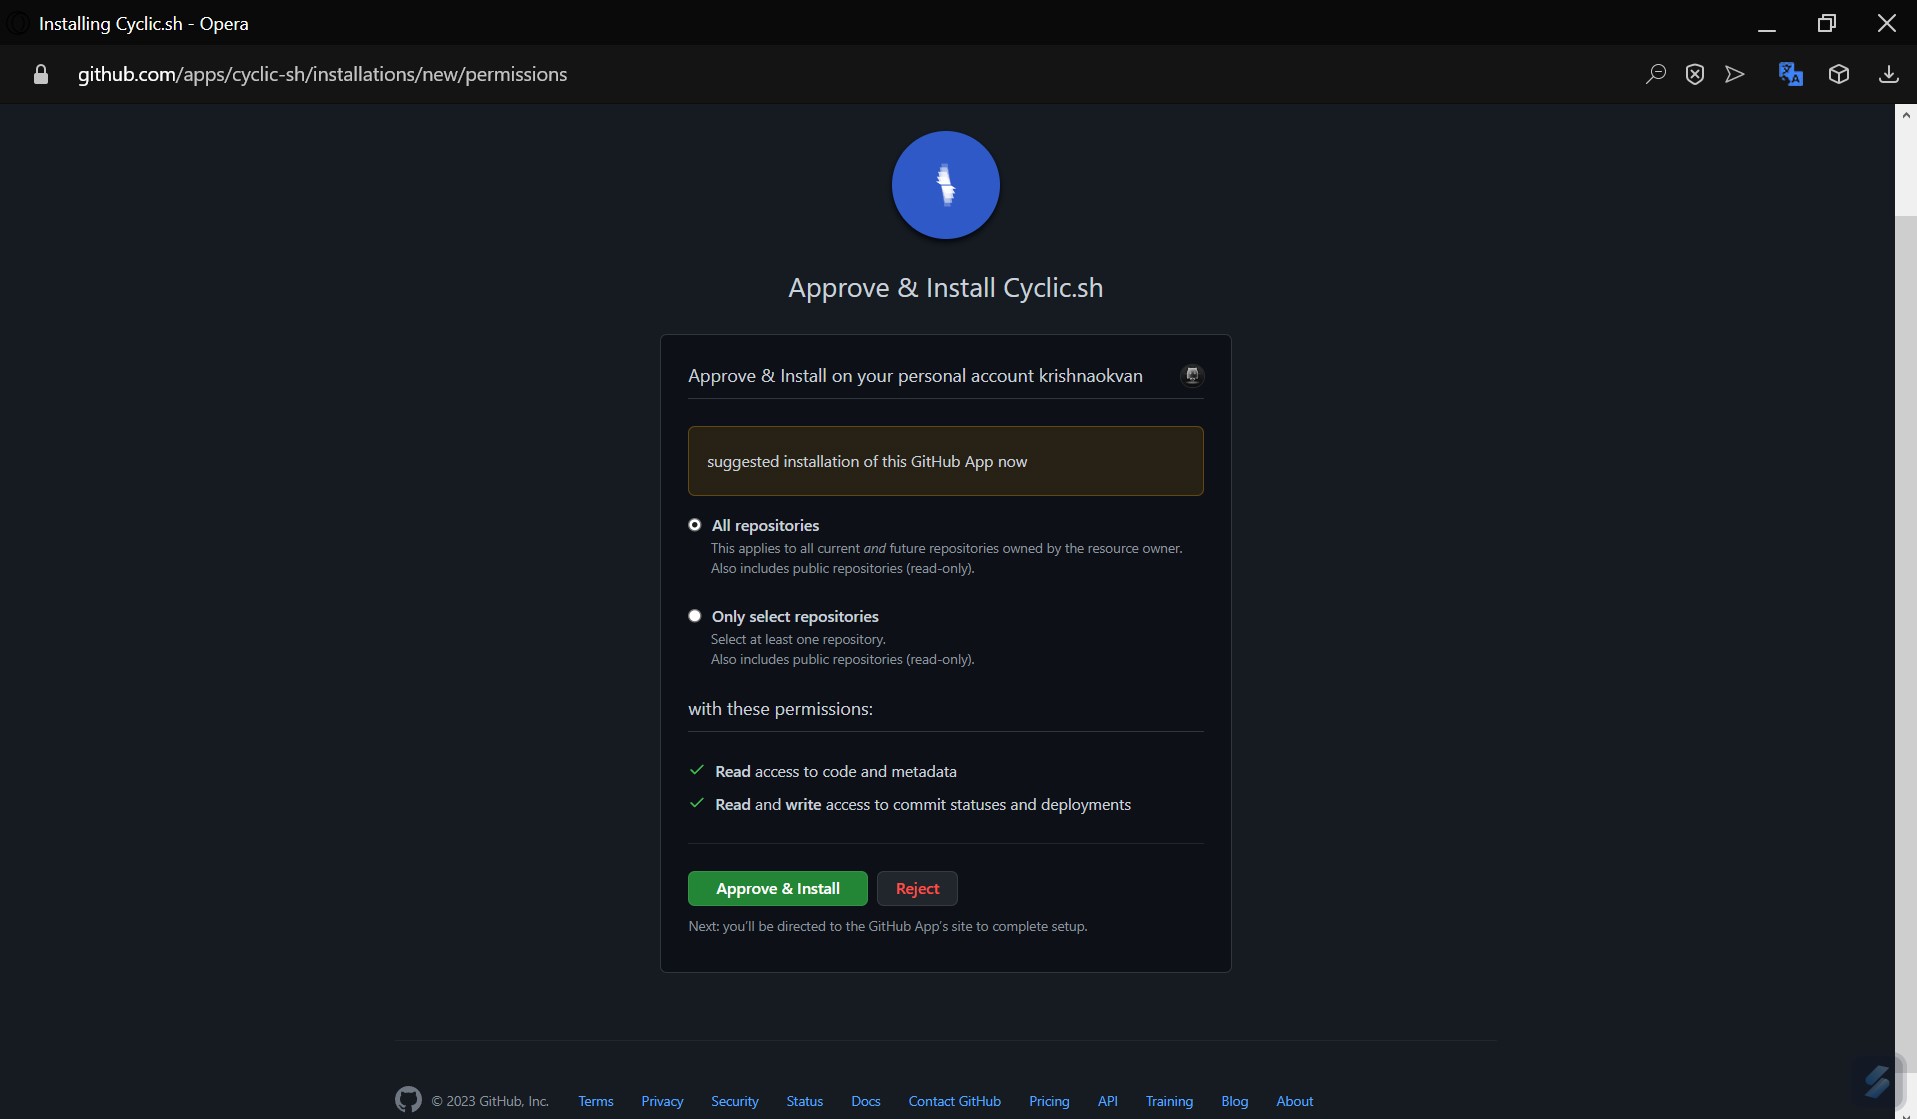 Installing Cyclic.sh - Opera
github.com/apps/cyclic-sh/installations/new/permissions
Approve & Install Cyclic.sh
Approve & Install on your personal account krishnaokvan
suggested installation of this GitHub App now
All repositories
This applies to all current and future repositories owned by the resource owner.
Also includes public repositories (read-only).
Only select repositories
Select at least one repository.
Also includes public repositories (read-only).
with these permissions:
Read access to code and metadata
Read and write access to commit statuses and deployments
Approve & Install Reject
Next: you'll be directed to the GitHub App's site to complete setup.
© 2023 GitHub, Inc. Terms Privacy Security Status Docs Contact GitHub Pricing API Training Blog About